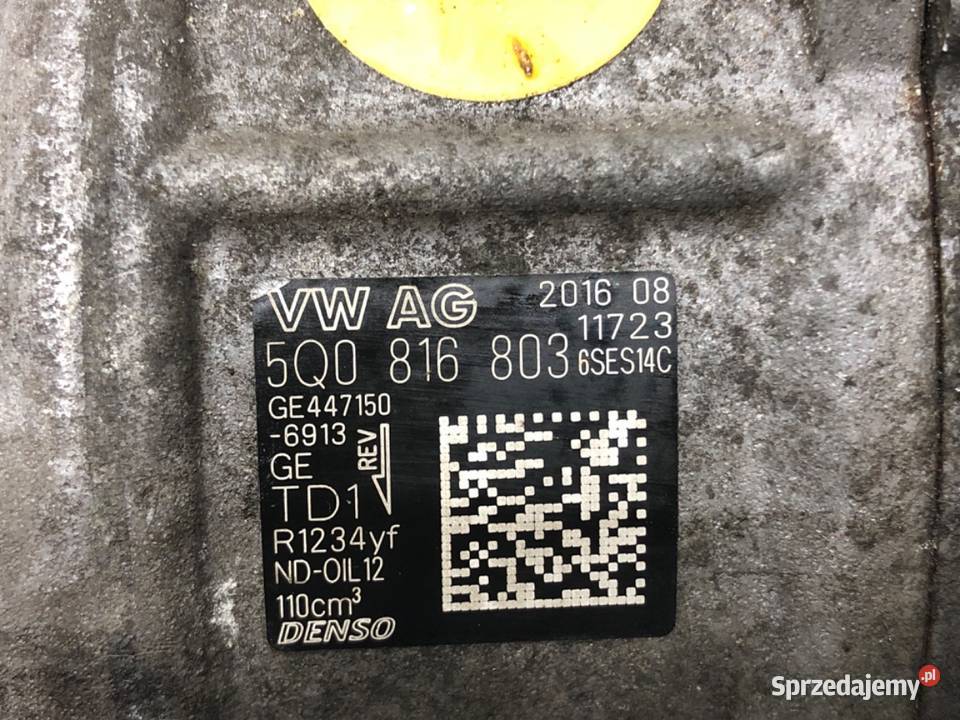 VW AG 2016 08
11723
5Q0 816 803 6SES14C
GE447150
-6913
GE
REV
TD1
R1234yf
ND-OIL12
110cm³
DENSO
Sprzedajemy.pl